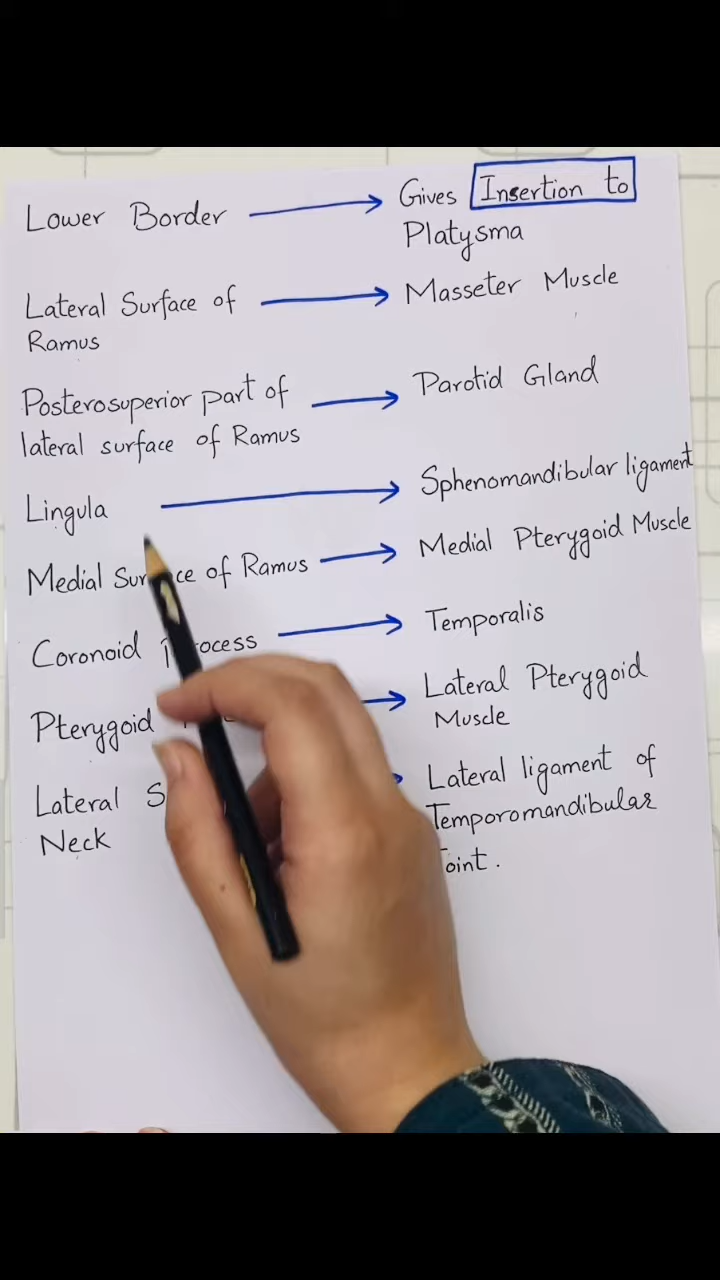 Lower Border → Gives Insertion to
Platysma
Lateral Surface of → Masseter Muscle
Ramus
Posterosuperior part of → Parotid Gland
lateral surface of Ramus
Lingula → Sphenomandibular ligament
Medial of Ramus → Medial Pterygoid Muscle
Coronoid → Temporalis
Pterygoid → Lateral Pterygoid
Muscle
Lateral → Lateral ligament of
Neck Temporomandibular